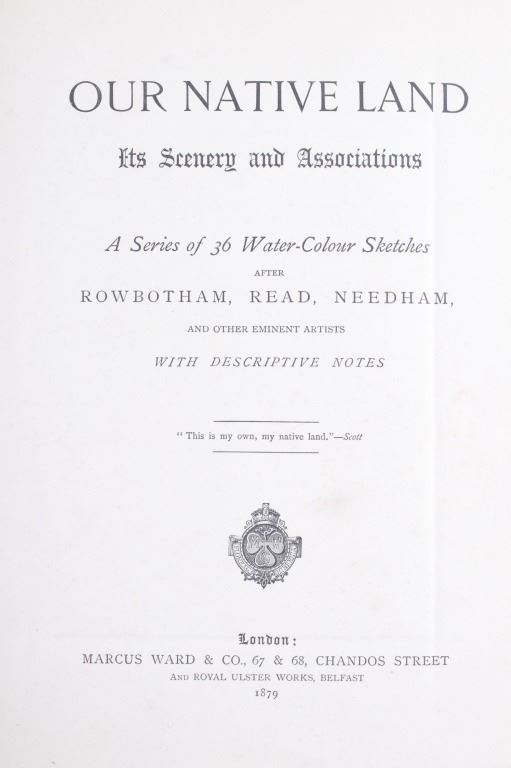 OUR NATIVE LAND
Its Scenery and Associations
A Series of 36 Water-Colour Sketches
AFTER
ROWBOTHAM, READ, NEEDHAM,
AND OTHER EMINENT ARTISTS
WITH DESCRIPTIVE NOTES
“This is my own, my native land.”—Scott
London:
MARCUS WARD & CO., 67 & 68, CHANDOS STREET
AND ROYAL ULSTER WORKS, BELFAST
1879